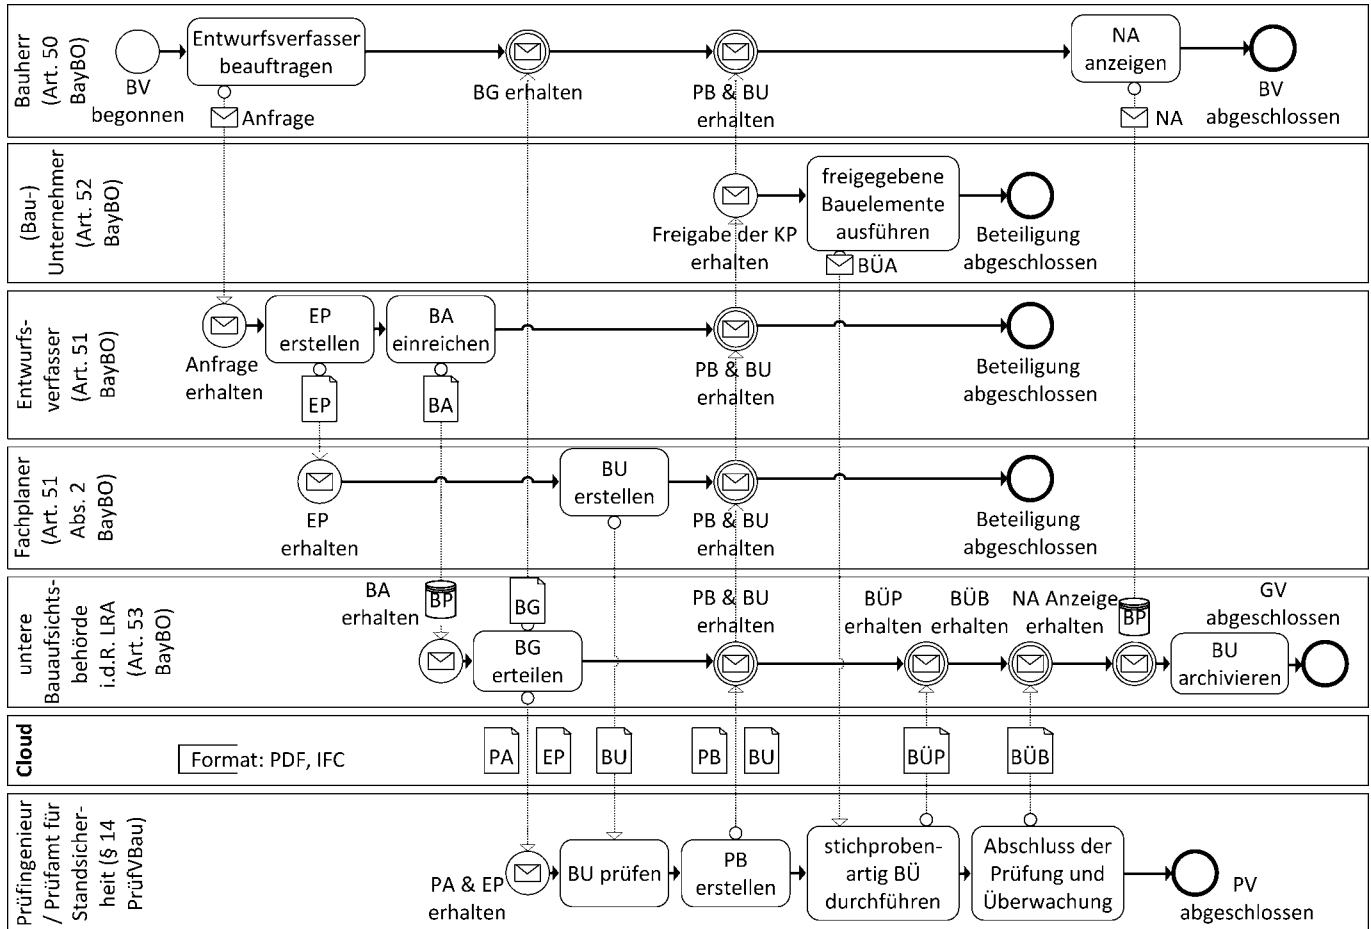 Bauherr
(Art. 50
BayBO)
BV
begonnen
Entwurfsverfasser
beauftragen
Anfrage
BG erhalten
PB & BU
erhalten
NA
anzeigen
NA
BV
abgeschlossen
(Bau-)
Unternehmer
(Art. 52
BayBO)
Freigabe der KP
erhalten
freigegebene
Bauelemente
ausführen
BÜA
Beteiligung
abgeschlossen
Entwurfs-
verfasser
(Art. 51
BayBO)
Anfrage
erhalten
EP
erstellen
EP
BA
einreichen
BA
PB & BU
erhalten
Beteiligung
abgeschlossen
Fachplaner
(Art. 51
Abs. 2
BayBO)
EP
erhalten
BU
erstellen
PB & BU
erhalten
Beteiligung
abgeschlossen
untere
Bauaufsichts-
behörde
i.d.R. LRA
(Art. 53
BayBO)
BA
erhalten
BP
BG
BG
erteilen
PB & BU
erhalten
BÜP
erhalten
BÜB
erhalten
NA Anzeige
erhalten
BP
BU
archivieren
GV
abgeschlossen
Cloud
Format: PDF, IFC
PA
EP
BU
PB
BU
BÜP
BÜB
Prüfingenieur
/ Prüfamt für
Standsicher-
heit (§ 14
PrüfVBau)
PA & EP
erhalten
BU prüfen
PB
erstellen
stichproben-
artig BÜ
durchführen
Abschluss der
Prüfung und
Überwachung
PV
abgeschlossen